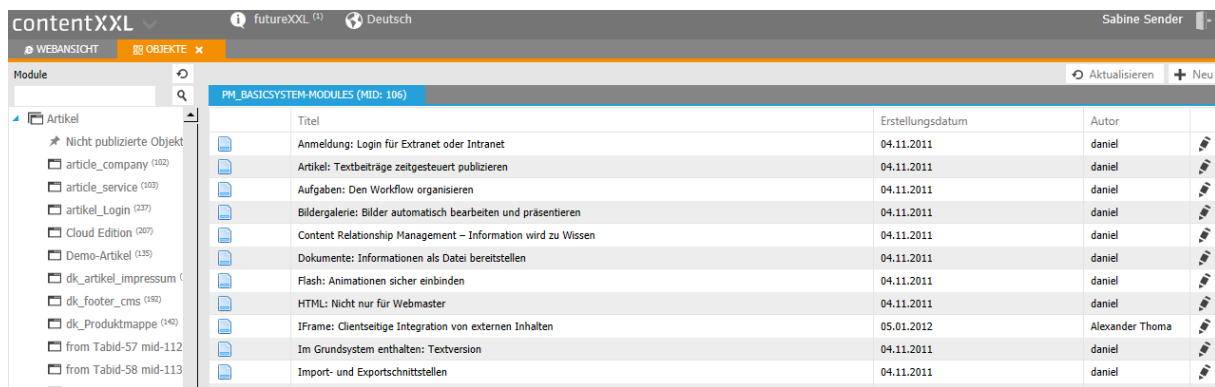 contentXXL futureXXL (1) Deutsch Sabine Sender
WEBANSICHT OBJEKTE
Module Aktualisieren Neu
PM_BASICSYSTEM-MODULES (MID: 106)
Artikel
Nicht publizierte Objekt
article_company (102)
article_service (103)
artikel_Login (237)
Cloud Edition (207)
Demo-Artikel (135)
dk_artikel_impressum
dk_footer_cms (192)
dk_Produktmappe (142)
from Tabid-57 mid-112
from Tabid-58 mid-113
Titel Erstellungsdatum Autor
Anmeldung: Login für Extranet oder Intranet 04.11.2011 daniel
Artikel: Textbeiträge zeitgesteuert publizieren 04.11.2011 daniel
Aufgaben: Den Workflow organisieren 04.11.2011 daniel
Bildergalerie: Bilder automatisch bearbeiten und präsentieren 04.11.2011 daniel
Content Relationship Management – Information wird zu Wissen 04.11.2011 daniel
Dokumente: Informationen als Datei bereitstellen 04.11.2011 daniel
Flash: Animationen sicher einbinden 04.11.2011 daniel
HTML: Nicht nur für Webmaster 04.11.2011 daniel
IFrame: Clientseitige Integration von externen Inhalten 05.01.2012 Alexander Thoma
Im Grundsystem enthalten: Textversion 04.11.2011 daniel
Import- und Exportschnittstellen 04.11.2011 daniel